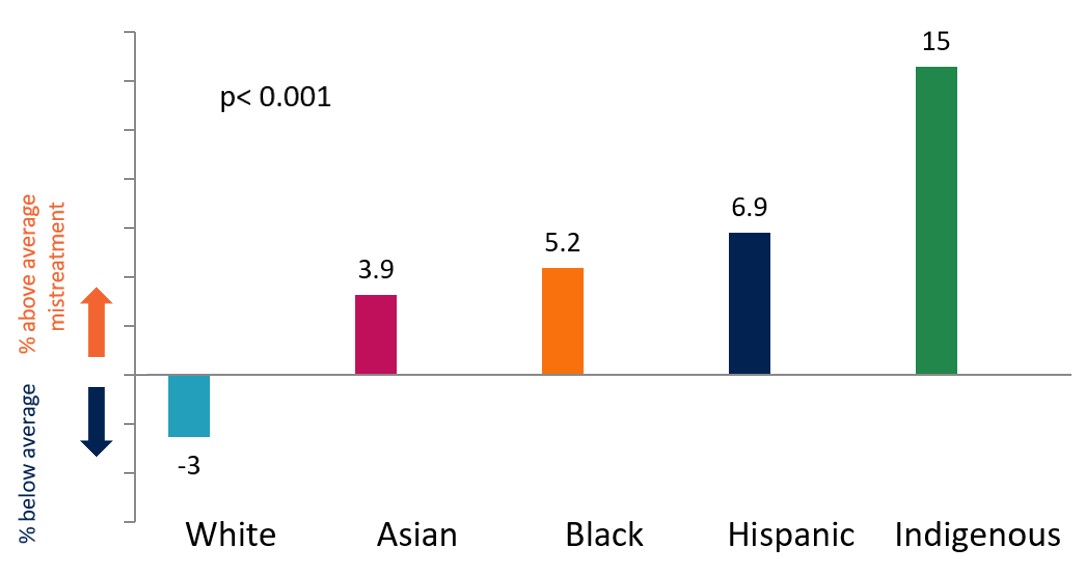 15
p< 0.001
6.9
5.2
3.9
% above average
mistreatment
% below average
-3
White
Asian
Black
Hispanic
Indigenous